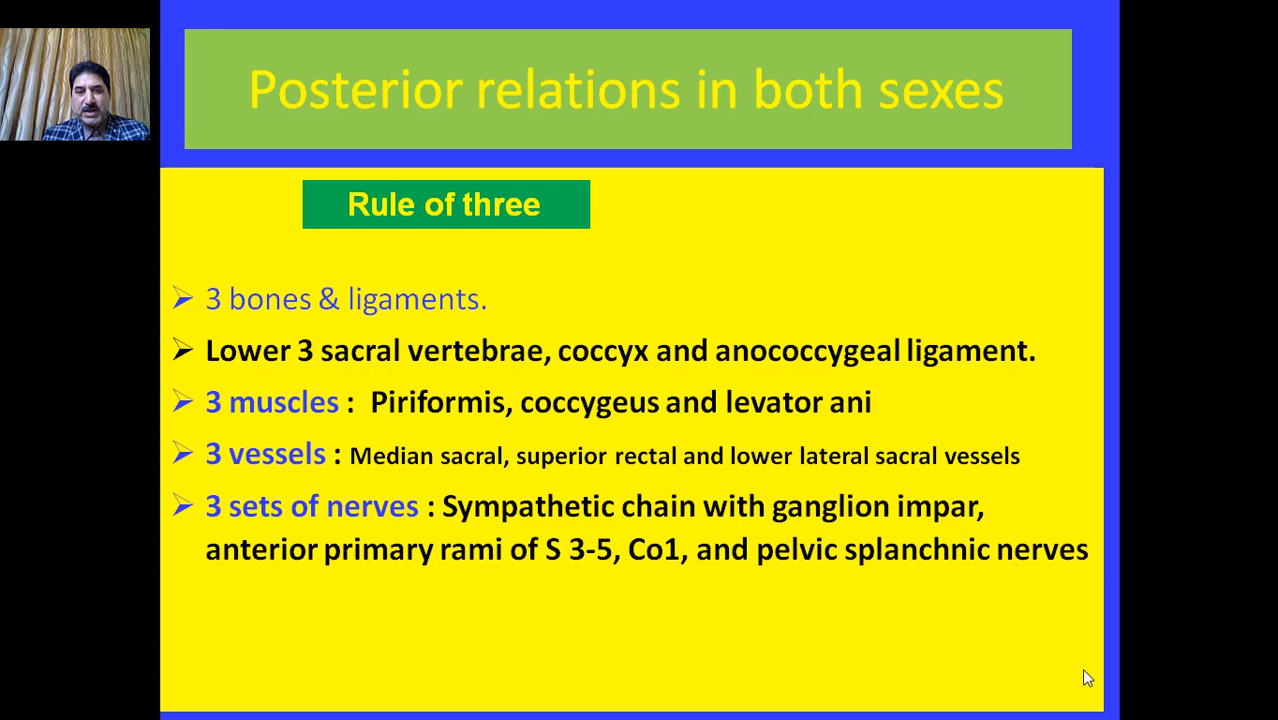 Posterior relations in both sexes
Rule of three
➢ 3 bones & ligaments.
➢ Lower 3 sacral vertebrae, coccyx and anococcygeal ligament.
➢ 3 muscles : Piriformis, coccygeus and levator ani
➢ 3 vessels : Median sacral, superior rectal and lower lateral sacral vessels
➢ 3 sets of nerves : Sympathetic chain with ganglion impar,
anterior primary rami of S 3-5, Co1, and pelvic splanchnic nerves